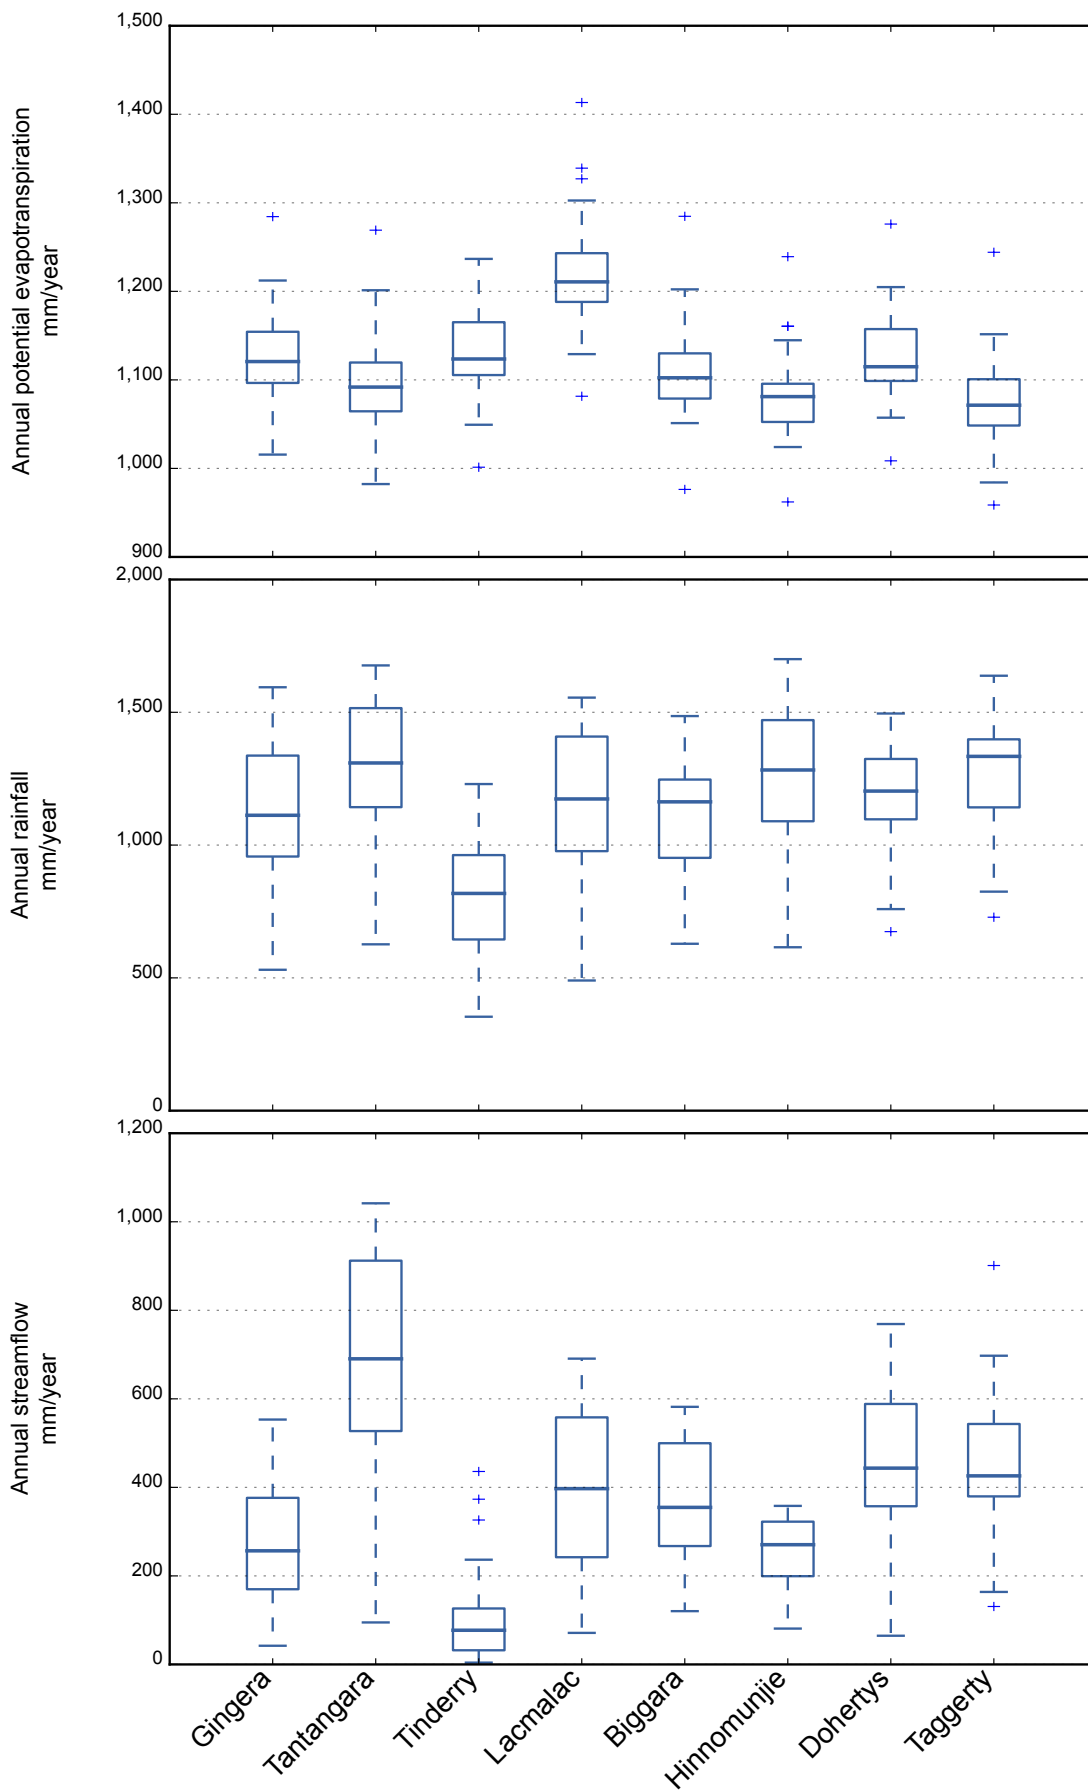 Annual potential evapotranspiration
mm/year
1,500
1,400
1,300
1,200
1,100
1,000
900
Annual rainfall
mm/year
2,000
1,500
1,000
500
0
Annual streamflow
mm/year
1,200
1,000
800
600
400
200
0
Gingera
Tantangara
Tinderry
Lacmalac
Biggara
Hinnomunjie
Dohertys
Taggerty